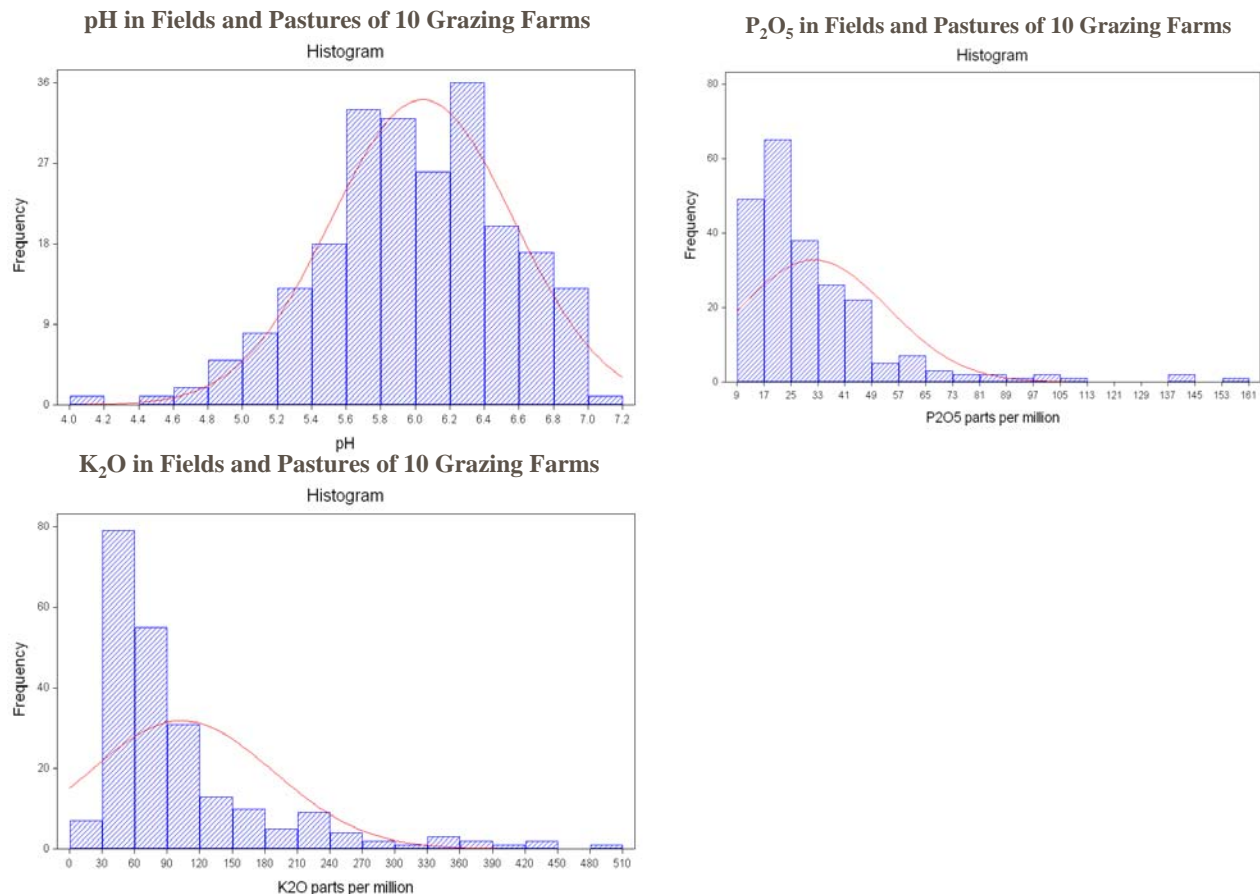 pH in Fields and Pastures of 10 Grazing Farms
Histogram
36
27
18
9
0
Frequency
4.0 4.2 4.4 4.6 4.8 5.0 5.2 5.4 5.6 5.8 6.0 6.2 6.4 6.6 6.8 7.0 7.2
pH
P₂O₅ in Fields and Pastures of 10 Grazing Farms
Histogram
80
60
40
20
0
Frequency
9 17 25 33 41 49 57 65 73 81 89 97 105 113 121 129 137 145 153 161
P2O5 parts per million
K₂O in Fields and Pastures of 10 Grazing Farms
Histogram
80
60
40
20
0
Frequency
0 30 60 90 120 150 180 210 240 270 300 330 360 390 420 450 480 510
K2O parts per million